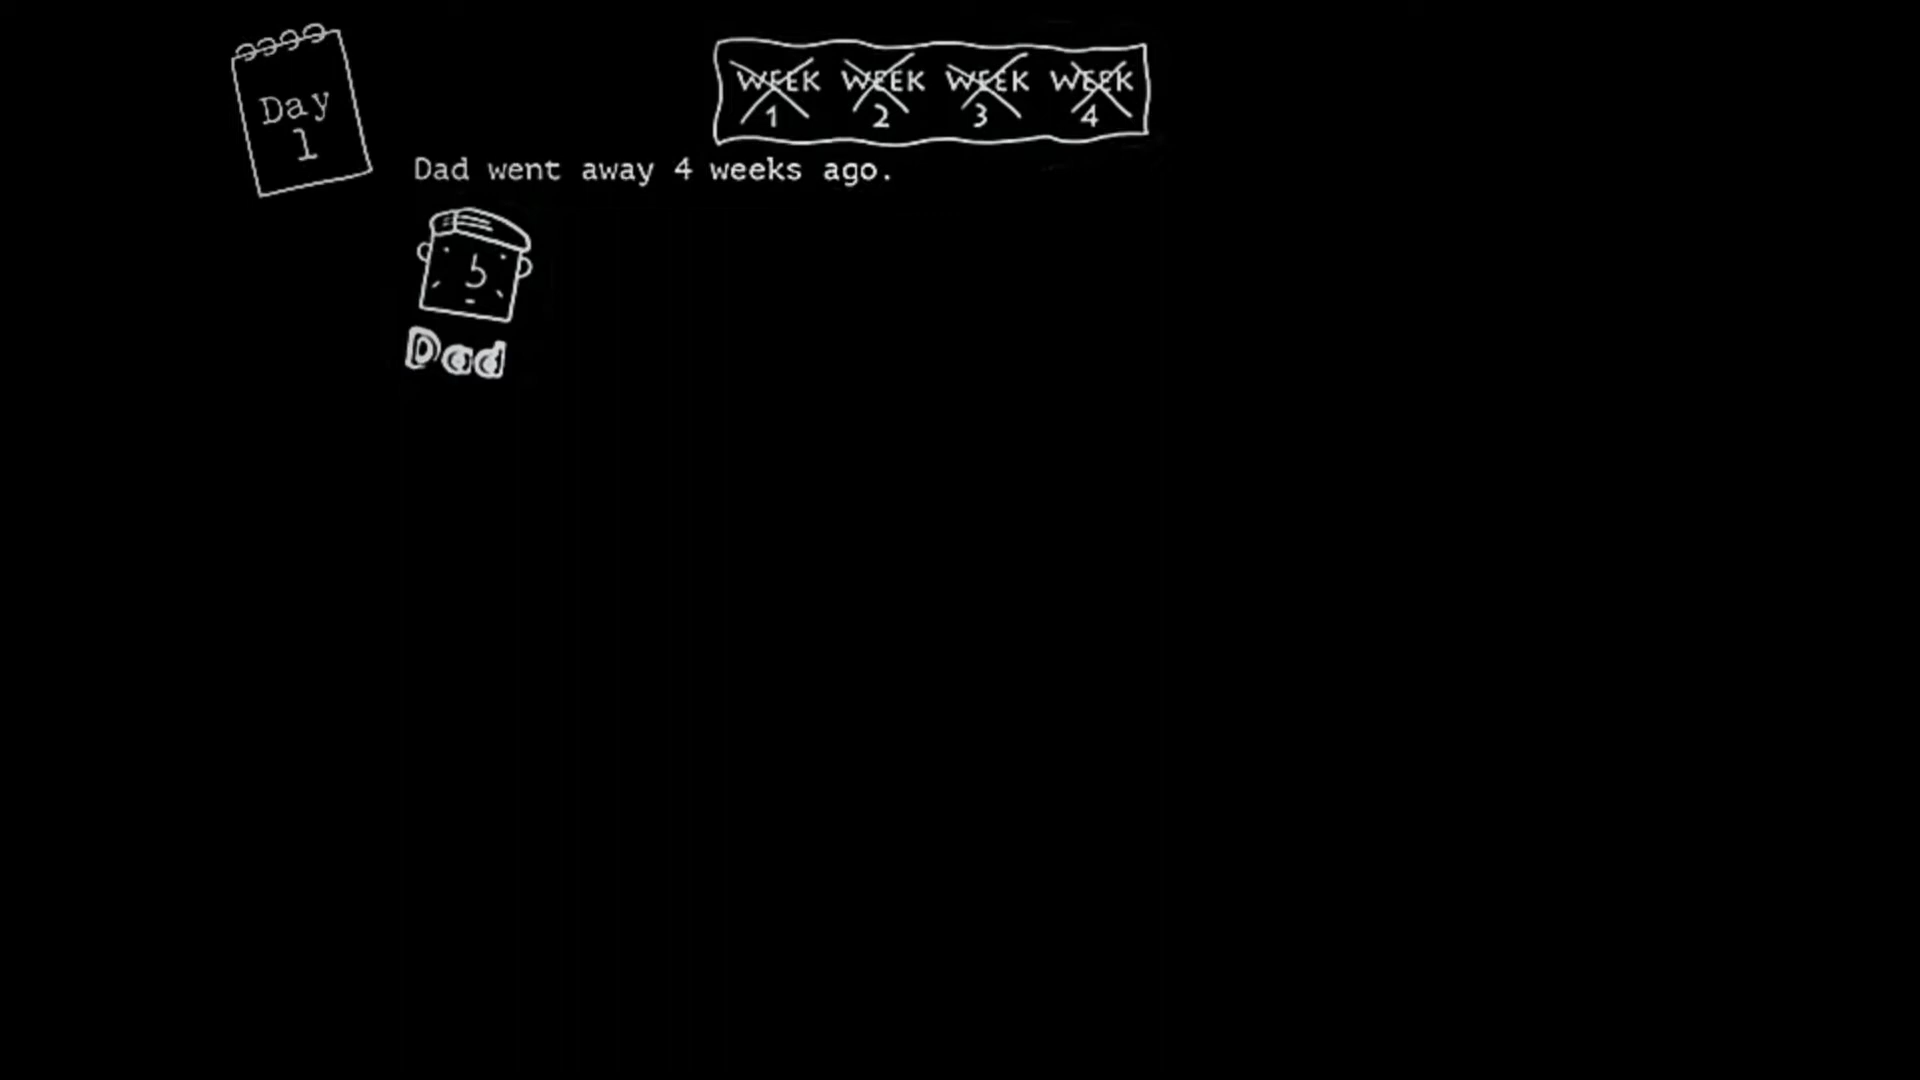 Day
1
WEEK WEEK WEEK WEEK
1 2 3 4
Dad went away 4 weeks ago.
Dad